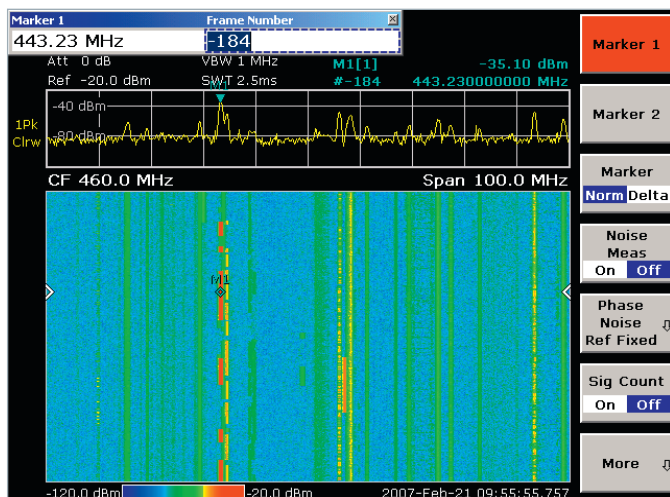 Marker 1 Frame Number
443.23 MHz -184
Att 0 dB VBW 1 MHz M1[1] -35.10 dBm
Ref -20.0 dBm SWT 2.5ms #-184 443.230000000 MHz
M1
-40 dBm
1Pk
Clrw
-80 dBm
CF 460.0 MHz Span 100.0 MHz
M1
-120.0 dBm -20.0 dBm 2007-Feb-21 09:55:55.757
Marker 1
Marker 2
Marker
Norm Delta
Noise
Meas
On Off
Phase
Noise
Ref Fixed
Sig Count
On Off
More